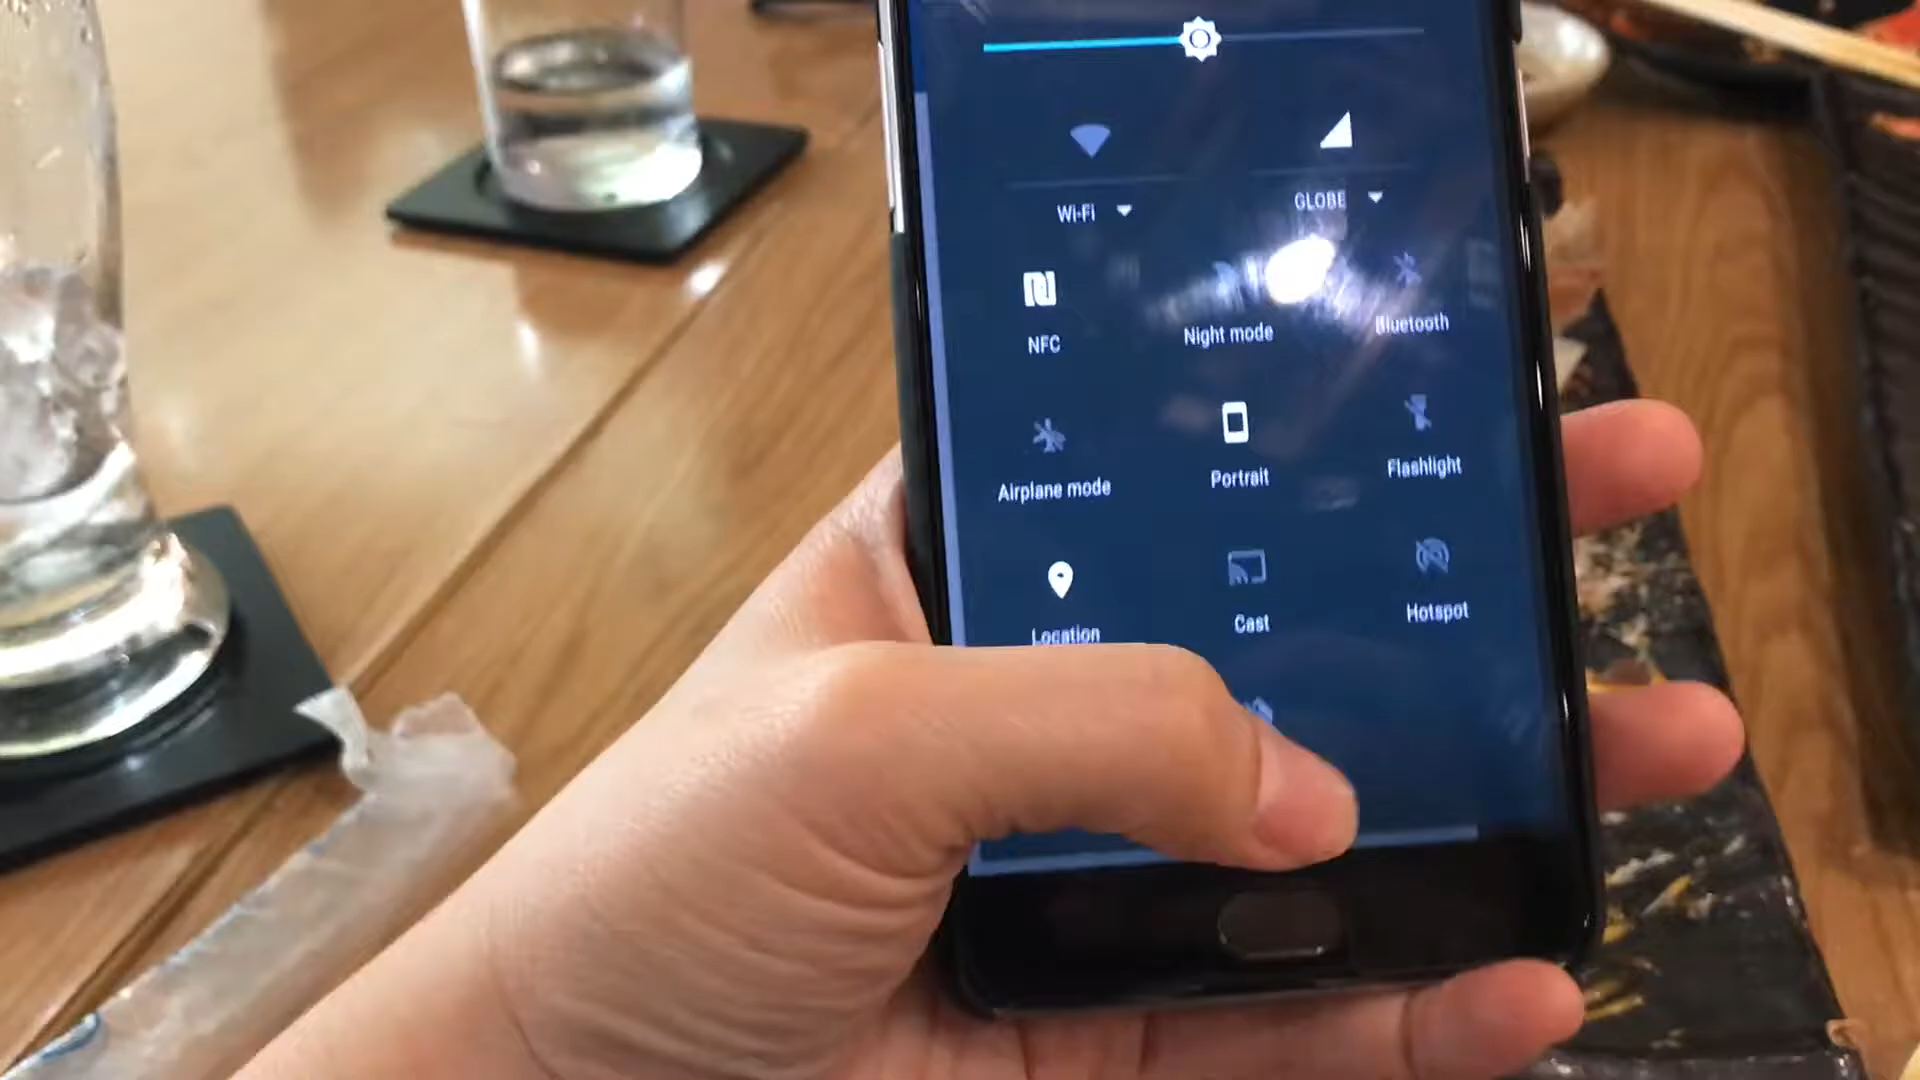 Wi-Fi
GLOBE
NFC
Night mode
Bluetooth
Airplane mode
Portrait
Flashlight
Location
Cast
Hotspot